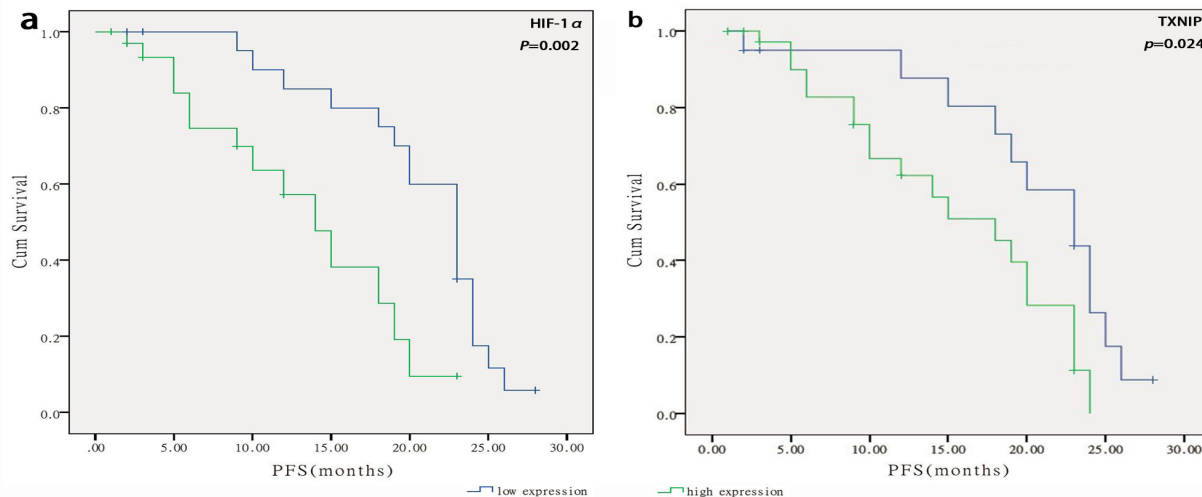 a
HIF-1α
P=0.002
1.0
0.8
0.6
0.4
0.2
0.0
Cum Survival
.00 5.00 10.00 15.00 20.00 25.00 30.00
PFS(months)
b
TXNIP
p=0.024
1.0
0.8
0.6
0.4
0.2
0.0
Cum Survival
0.00 5.00 10.00 15.00 20.00 25.00 30.00
PFS(months)
low expression
high expression